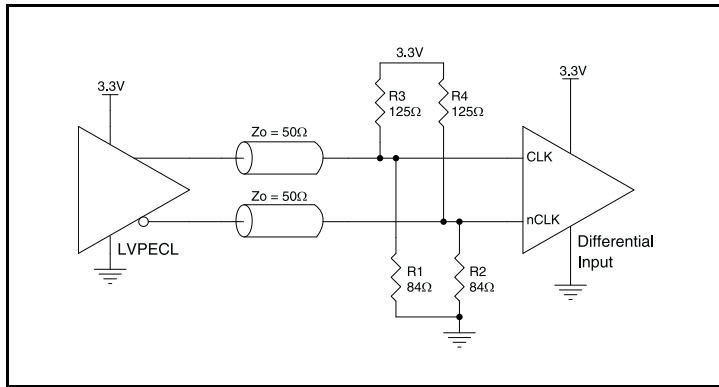 3.3V
3.3V
3.3V
R3
125Ω
R4
125Ω
Zo = 50Ω
CLK
Zo = 50Ω
nCLK
LVPECL
Differential
Input
R1
84Ω
R2
84Ω